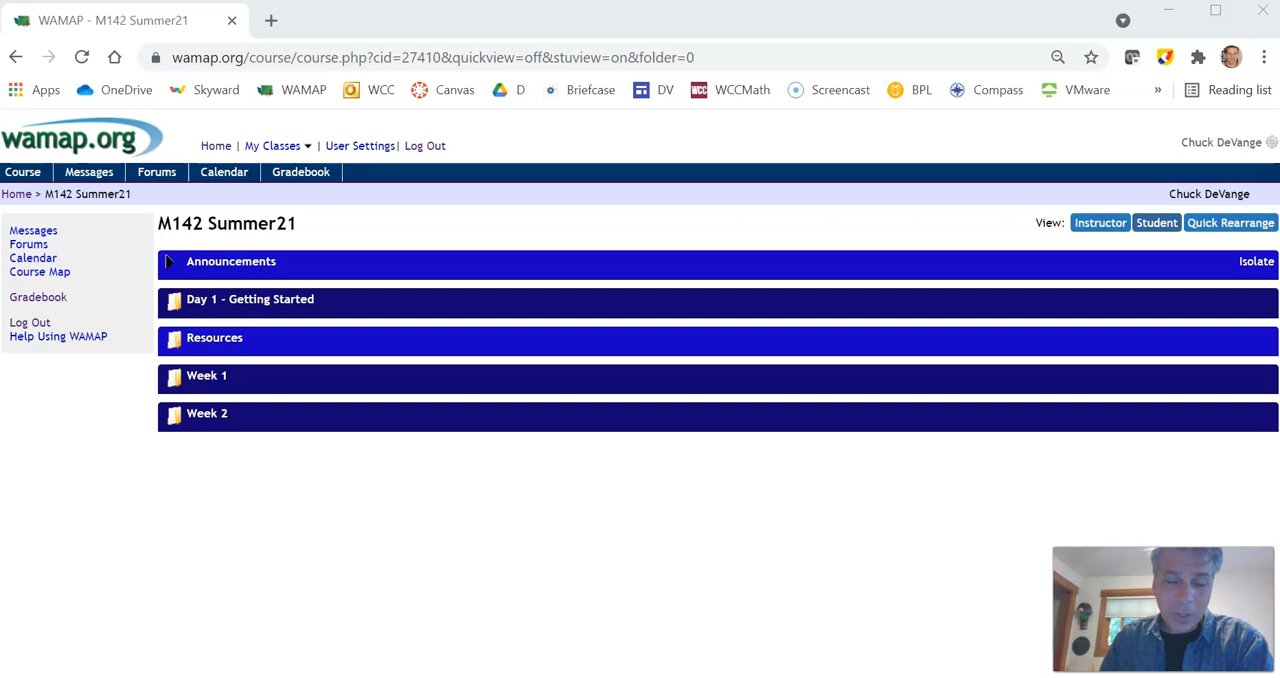 WAMAP - M142 Summer21
wamap.org/course/course.php?cid=27410&quickview=off&stuview=on&folder=0
Apps OneDrive Skyward WAMAP WCC Canvas D Briefcase DV WCCMath Screencast BPL Compass VMware » Reading list
wamap.org
Home | My Classes | User Settings | Log Out
Chuck DeVange
Course Messages Forums Calendar Gradebook
Home > M142 Summer21
Chuck DeVange
Messages
Forums
Calendar
Course Map
Gradebook
Log Out
Help Using WAMAP
M142 Summer21
View: Instructor Student Quick Rearrange
Announcements Isolate
Day 1 - Getting Started
Resources
Week 1
Week 2